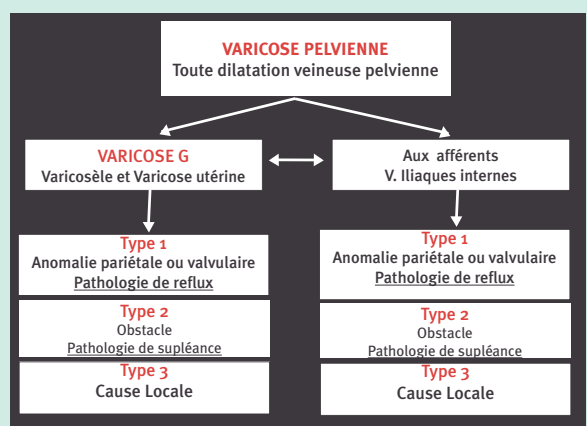 VARICOSE PELVIENNE
Toute dilatation veineuse pelvienne
VARICOSE G
Varicosèle et Varicose utérine
Aux afférents
V. Iliaques internes
Type 1
Anomalie pariétale ou valvulaire
Pathologie de reflux
Type 2
Obstacle
Pathologie de supléance
Type 3
Cause Locale
Type 1
Anomalie pariétale ou valvulaire
Pathologie de reflux
Type 2
Obstacle
Pathologie de supléance
Type 3
Cause Locale